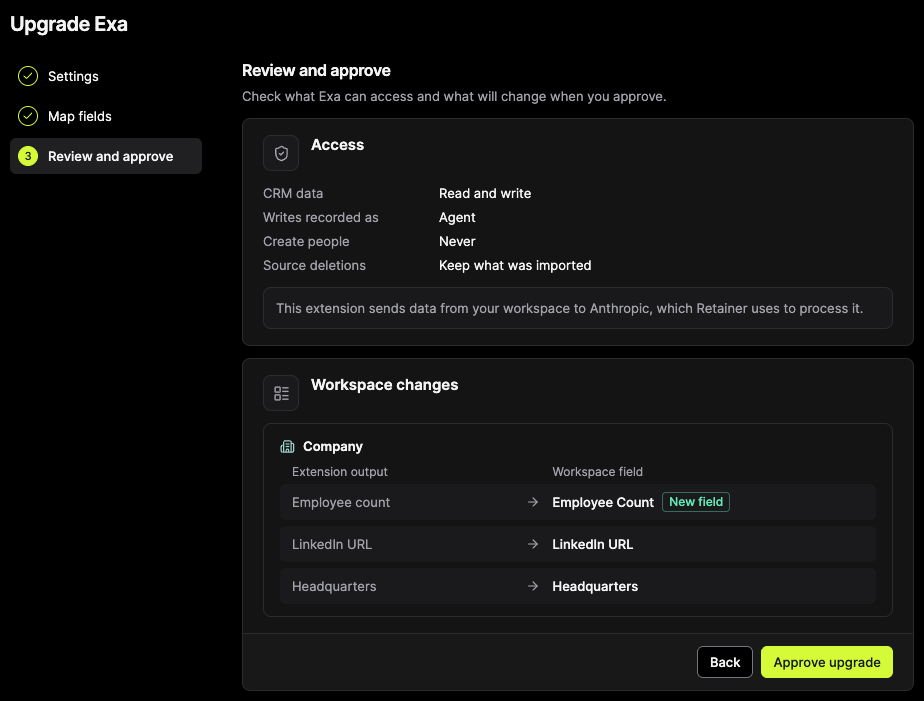 Upgrade Exa
Settings
Map fields
3 Review and approve
Review and approve
Check what Exa can access and what will change when you approve.
Access
CRM data Read and write
Writes recorded as Agent
Create people Never
Source deletions Keep what was imported
This extension sends data from your workspace to Anthropic, which Retainer uses to process it.
Workspace changes
Company
Extension output Workspace field
Employee count → Employee Count New field
LinkedIn URL → LinkedIn URL
Headquarters → Headquarters
Back Approve upgrade